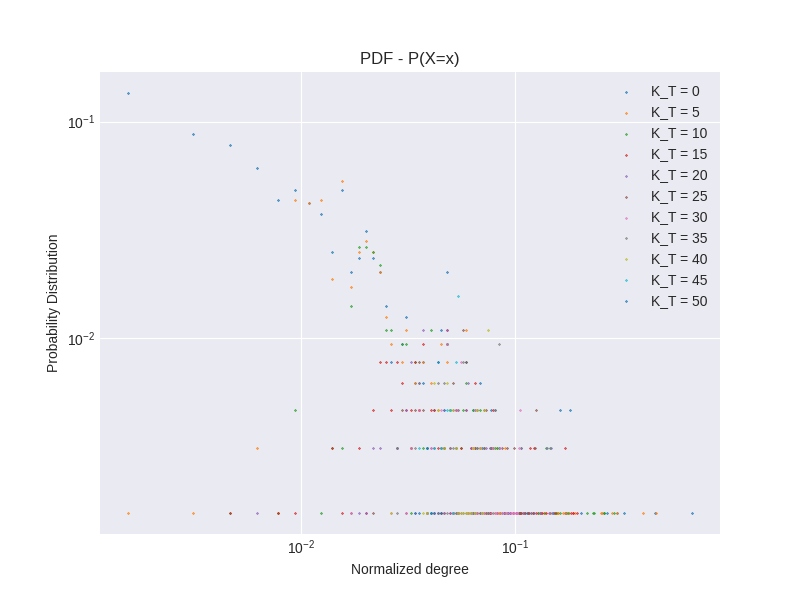 PDF - P(X=x)
K_T = 0
K_T = 5
K_T = 10
K_T = 15
K_T = 20
K_T = 25
K_T = 30
K_T = 35
K_T = 40
K_T = 45
K_T = 50
Probability Distribution
10⁻¹
10⁻²
10⁻²
10⁻¹
Normalized degree